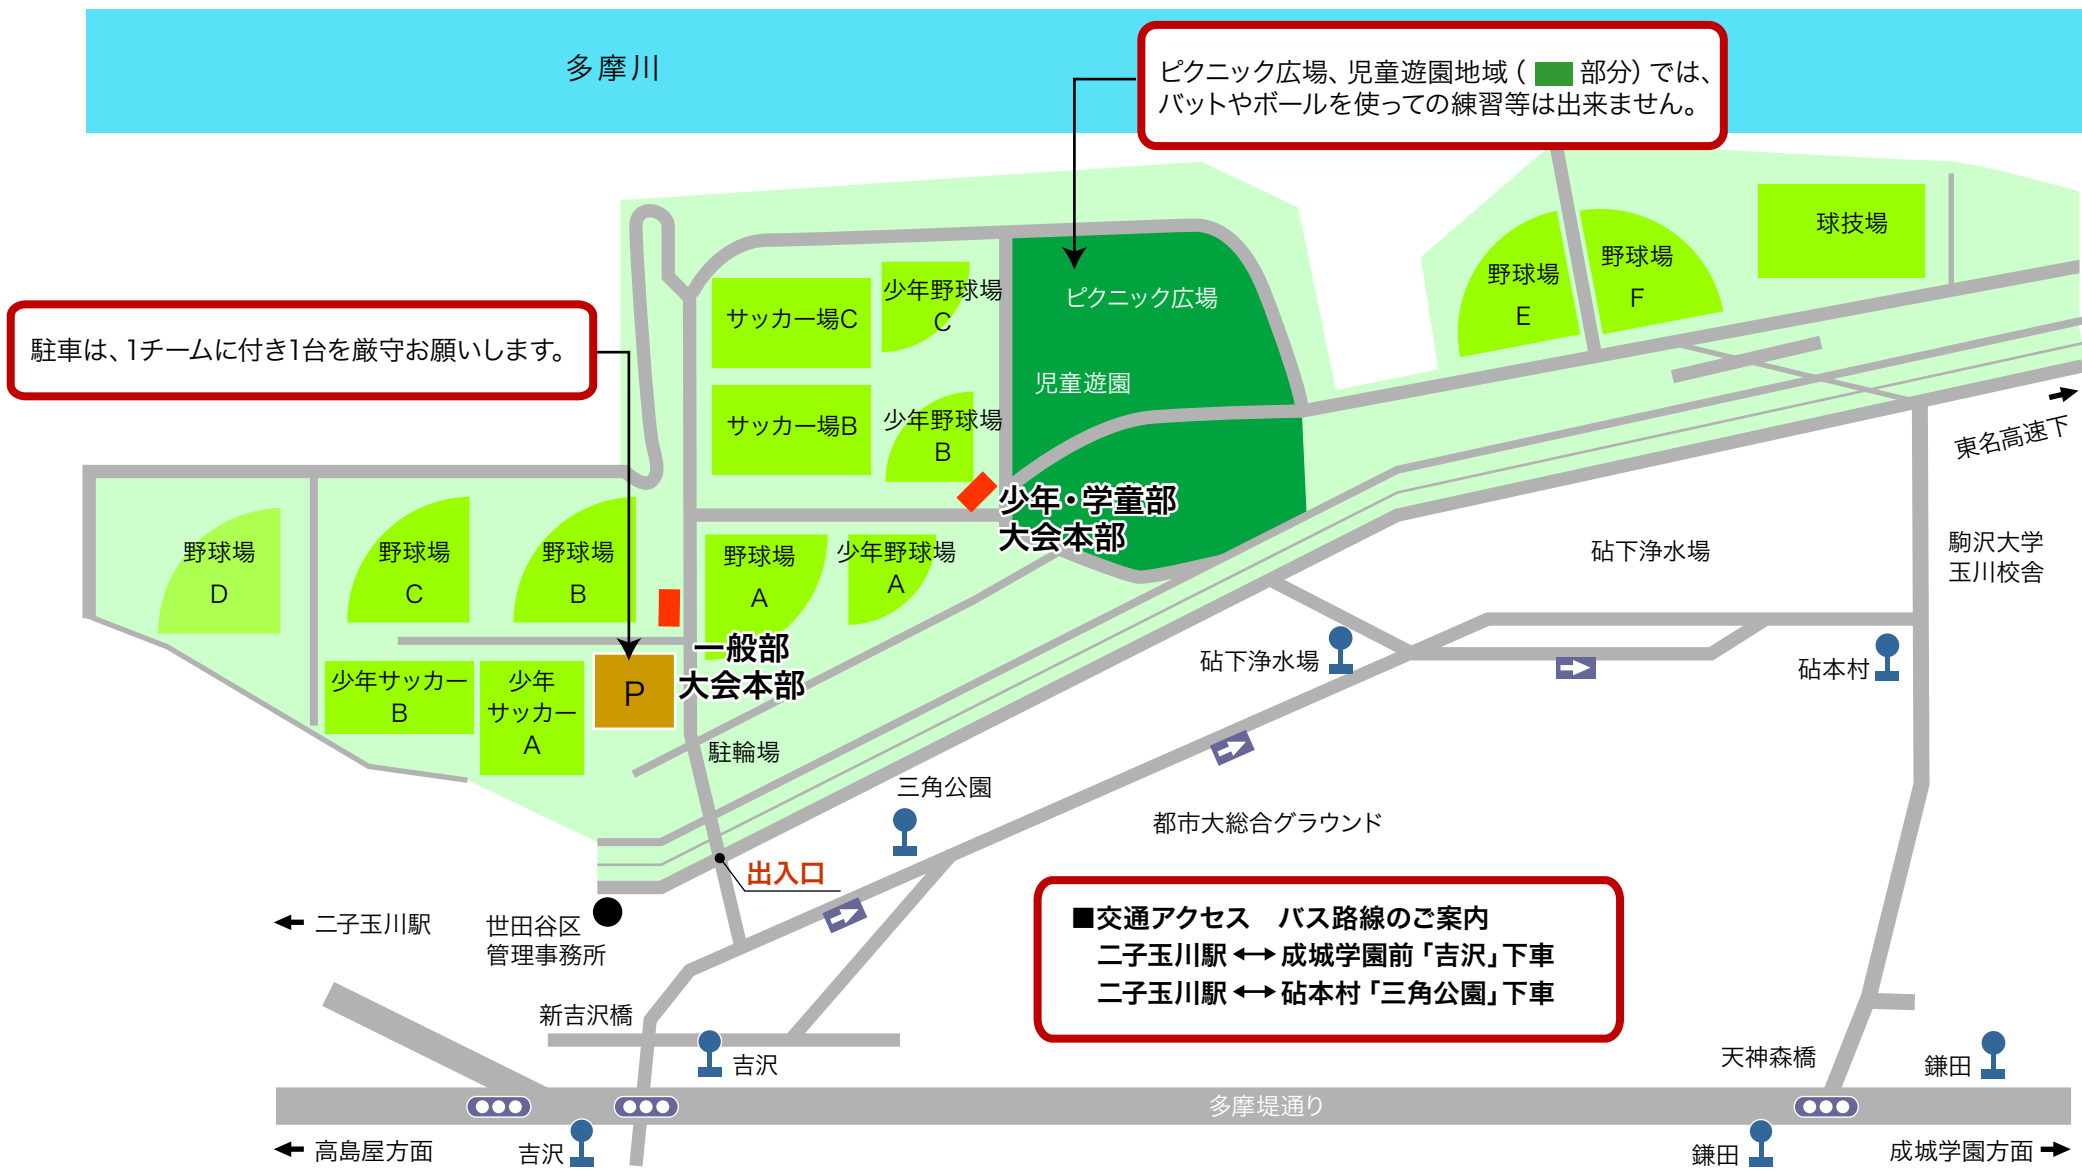 多摩川
ピクニック広場、児童遊園地域（ 部分）では、
バットやボールを使っての練習等は出来ません。
球技場
野球場
F
野球場
E
少年野球場
C
サッカー場C
ピクニック広場
駐車は、1チームに付き1台を厳守お願いします。
児童遊園
サッカー場B
少年野球場
B
東名高速下
少年・学童部
大会本部
野球場
D
野球場
C
野球場
B
野球場
A
少年野球場
A
砧下浄水場
駒沢大学
玉川校舎
一般部
大会本部
少年サッカー
B
少年
サッカー
A
P
砧下浄水場
砧本村
駐輪場
三角公園
都市大総合グラウンド
出入口
二子玉川駅
世田谷区
管理事務所
■交通アクセス バス路線のご案内
二子玉川駅⟷成城学園前「吉沢」下車
二子玉川駅⟷砧本村「三角公園」下車
新吉沢橋
吉沢
天神森橋
鎌田
多摩堤通り
高島屋方面
吉沢
鎌田
成城学園方面